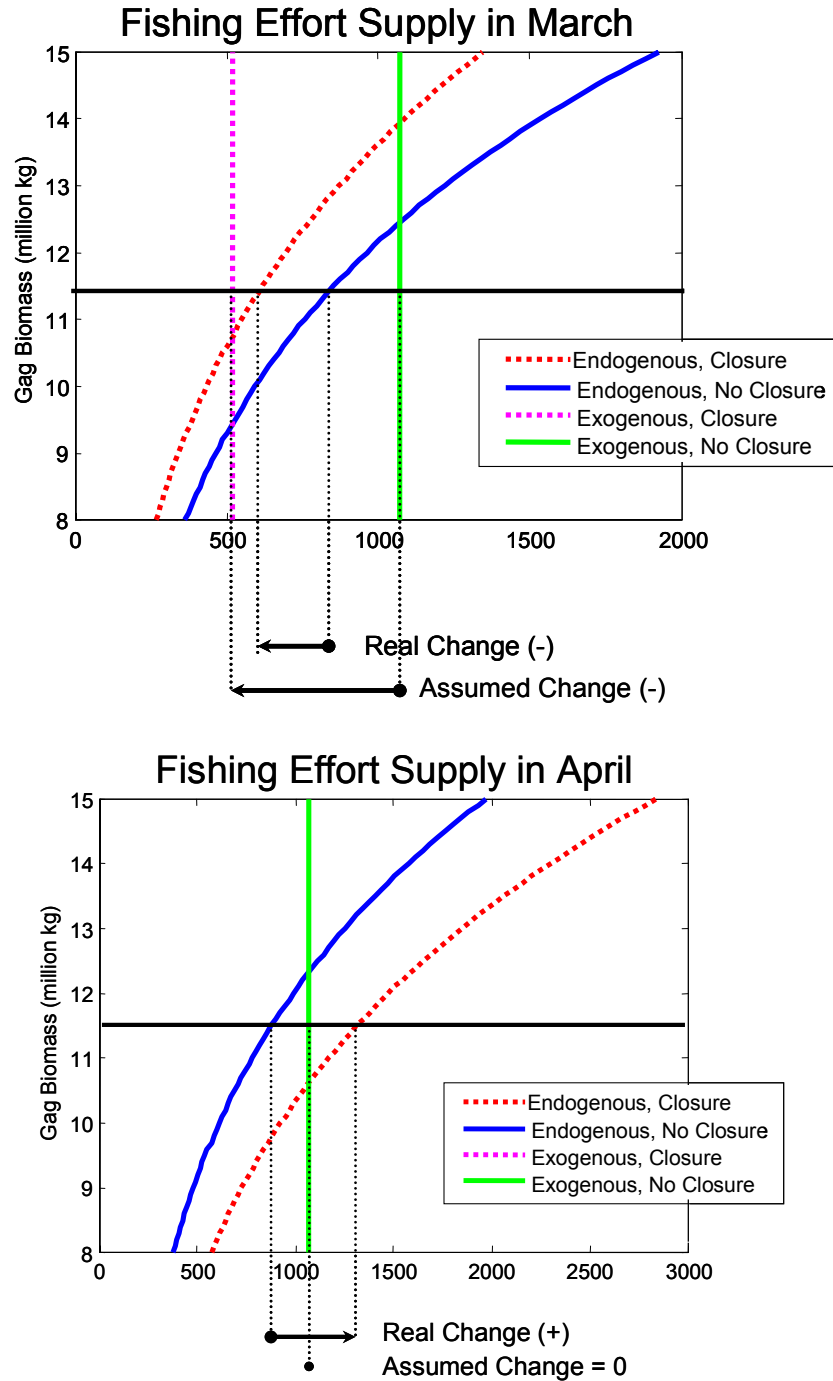 Fishing Effort Supply in March
15
14
13
12
11
10
9
8
Gag Biomass (million kg)
0 500 1000 1500 2000
Endogenous, Closure
Endogenous, No Closure
Exogenous, Closure
Exogenous, No Closure
Real Change (-)
Assumed Change (-)
Fishing Effort Supply in April
15
14
13
12
11
10
9
8
Gag Biomass (million kg)
0 500 1000 1500 2000 2500 3000
Endogenous, Closure
Endogenous, No Closure
Exogenous, Closure
Exogenous, No Closure
Real Change (+)
Assumed Change = 0